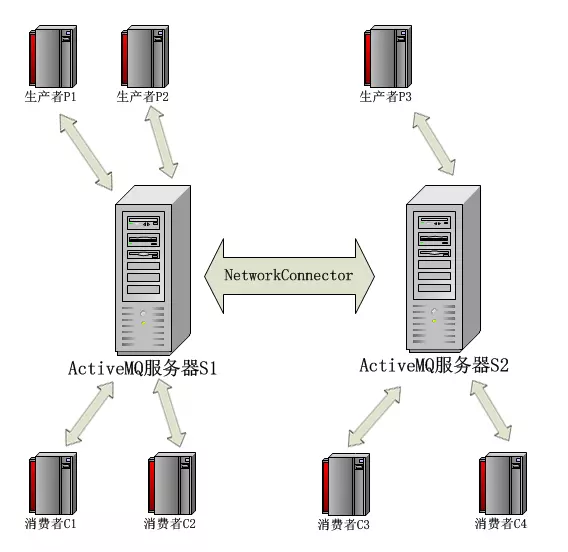 生产者P1
生产者P2
生产者P3
NetworkConnector
ActiveMQ服务器S1
ActiveMQ服务器S2
消费者C1
消费者C2
消费者C3
消费者C4